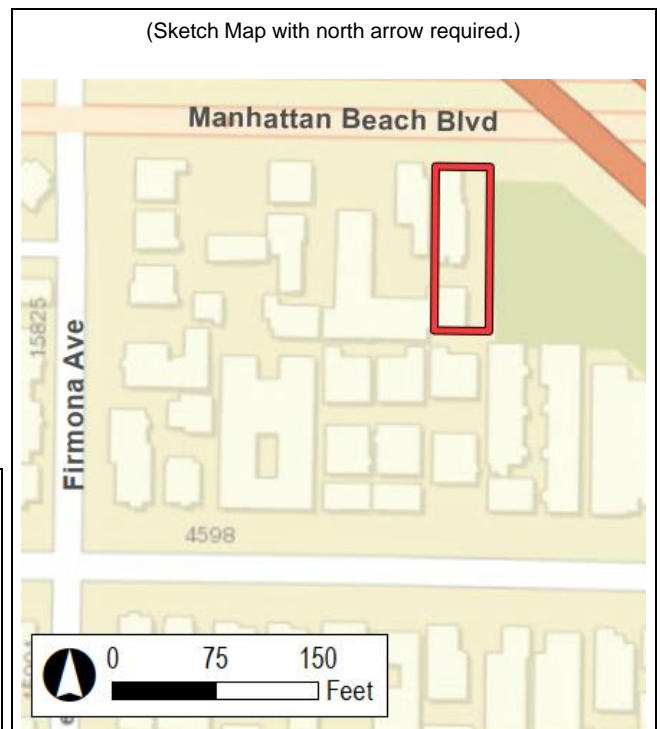 (Sketch Map with north arrow required.)
Manhattan Beach Blvd
15825
Firmona Ave
4598
0 75 150
Feet